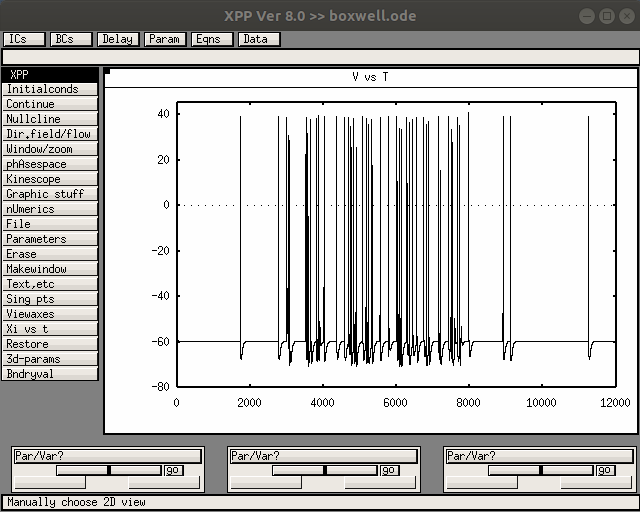 XPP Ver 8.0 >> boxwell.ode
ICs BCs Delay Param Eqns Data
XPP
Initialconds
Continue
Nullcline
Dir.field/flow
Window/zoom
phAsespace
Kinescope
Graphic stuff
nUmerics
File
Parameters
Erase
Makewindow
Text,etc
Sing pts
Viewaxes
Xi vs t
Restore
3d-params
Bndryval
V vs T
40
20
0
-20
-40
-60
-80
0 2000 4000 6000 8000 10000 12000
Par/Var? Par/Var? Par/Var?
go go go
Manually choose 2D view